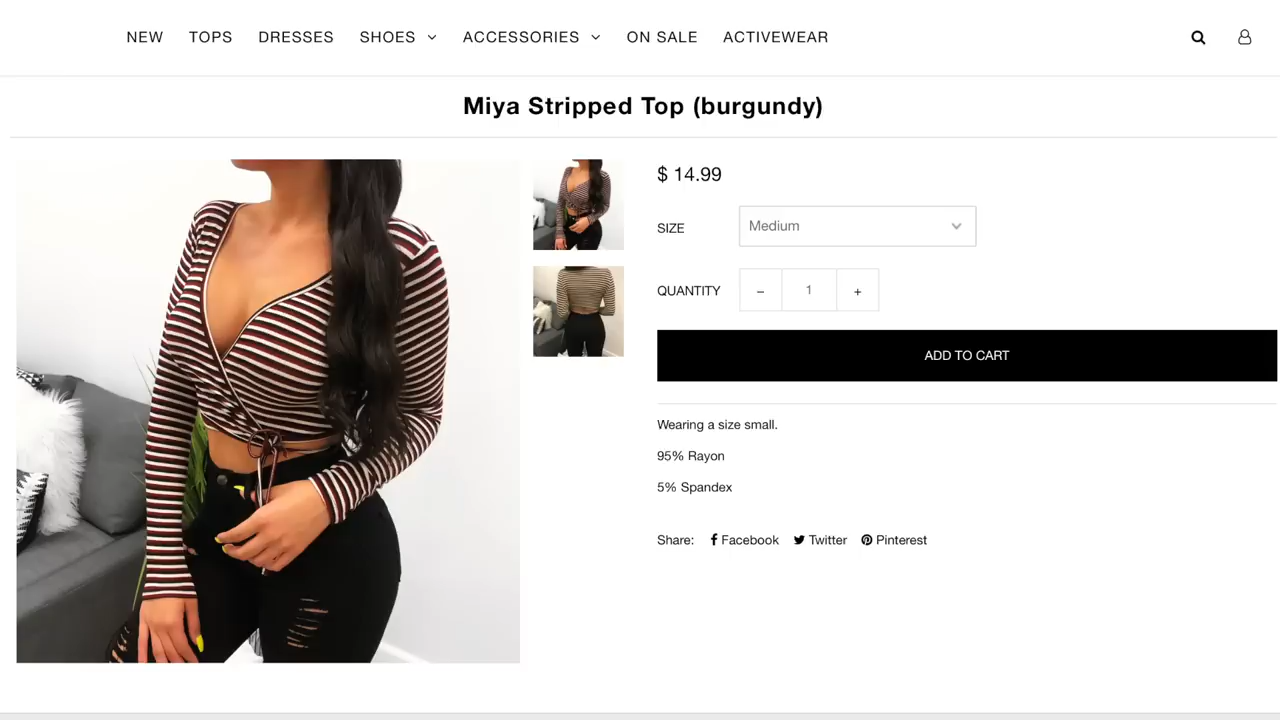 NEW TOPS DRESSES SHOES ACCESSORIES ON SALE ACTIVEWEAR
Miya Stripped Top (burgundy)
$ 14.99
SIZE Medium
QUANTITY – 1 +
ADD TO CART
Wearing a size small.
95% Rayon
5% Spandex
Share: Facebook Twitter Pinterest